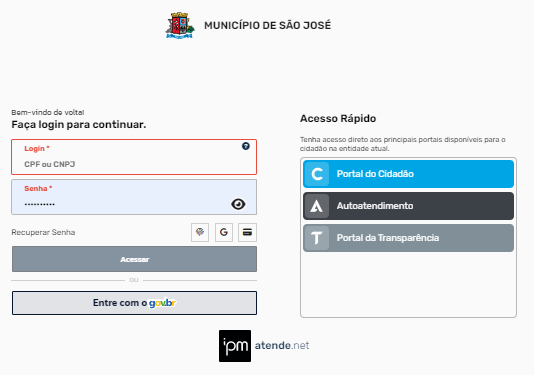 MUNICÍPIO DE SÃO JOSÉ
Bem-vindo de volta!
Faça login para continuar.
Login *
CPF ou CNPJ
Senha *
••••••••••
Recuperar Senha
G
Acessar
ou
Entre com o gov.br
Acesso Rápido
Tenha acesso direto aos principais portais disponíveis para o
cidadão na entidade atual.
C Portal do Cidadão
A Autoatendimento
T Portal da Transparência
ipm atende.net